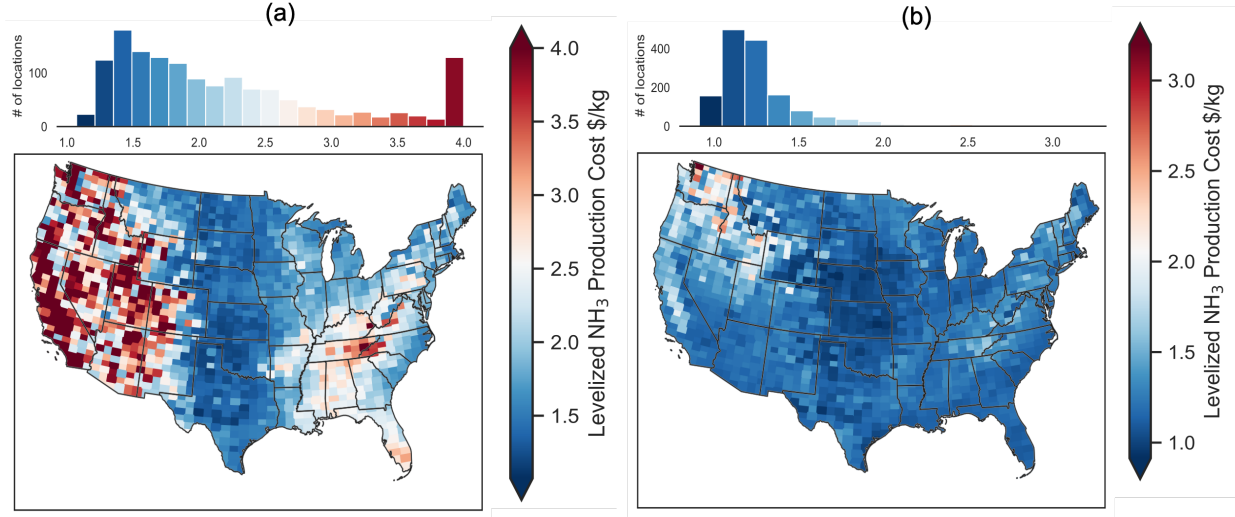 (a)
# of locations
100
0
1.0 1.5 2.0 2.5 3.0 3.5 4.0
4.0
3.5
3.0
2.5
2.0
1.5
Levelized NH₃ Production Cost $/kg
(b)
# of locations
400
200
0
1.0 1.5 2.0 2.5 3.0
3.0
2.5
2.0
1.5
1.0
Levelized NH₃ Production Cost $/kg